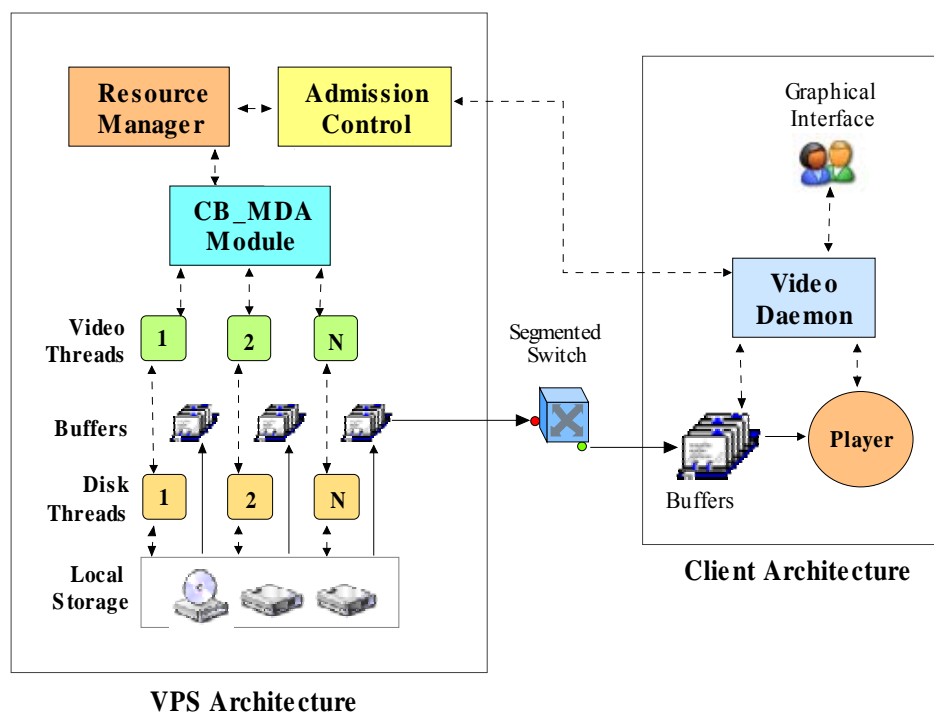 Resource
Manager
Admission
Control
CB_MDA
Module
Video
Threads
1
2
N
Buffers
Disk
Threads
1
2
N
Local
Storage
VPS Architecture
Segmented
Switch
Graphical
Interface
Video
Daemon
Buffers
Player
Client Architecture